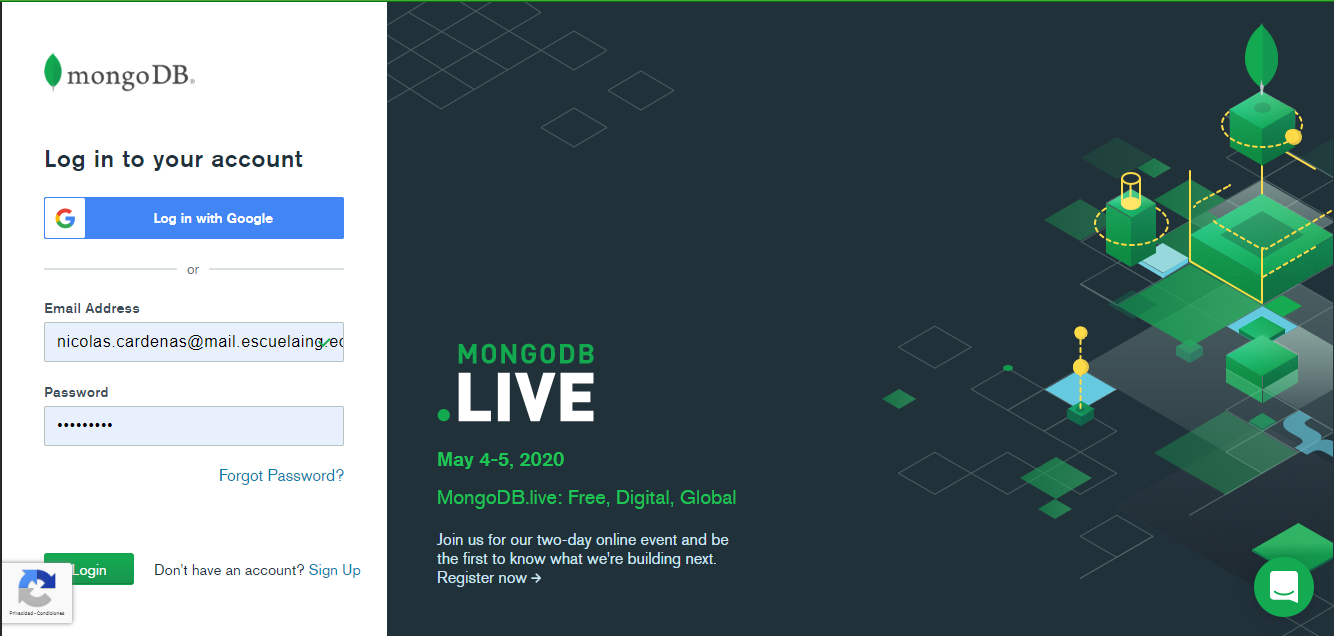 mongoDB®
Log in to your account
Log in with Google
or
Email Address
nicolas.cardenas@mail.escuelaing.ec
Password
•••••••••
Forgot Password?
Login
Don't have an account? Sign Up
Privacidad - Condiciones
MONGODB
.LIVE
May 4-5, 2020
MongoDB.live: Free, Digital, Global
Join us for our two-day online event and be
the first to know what we're building next.
Register now →